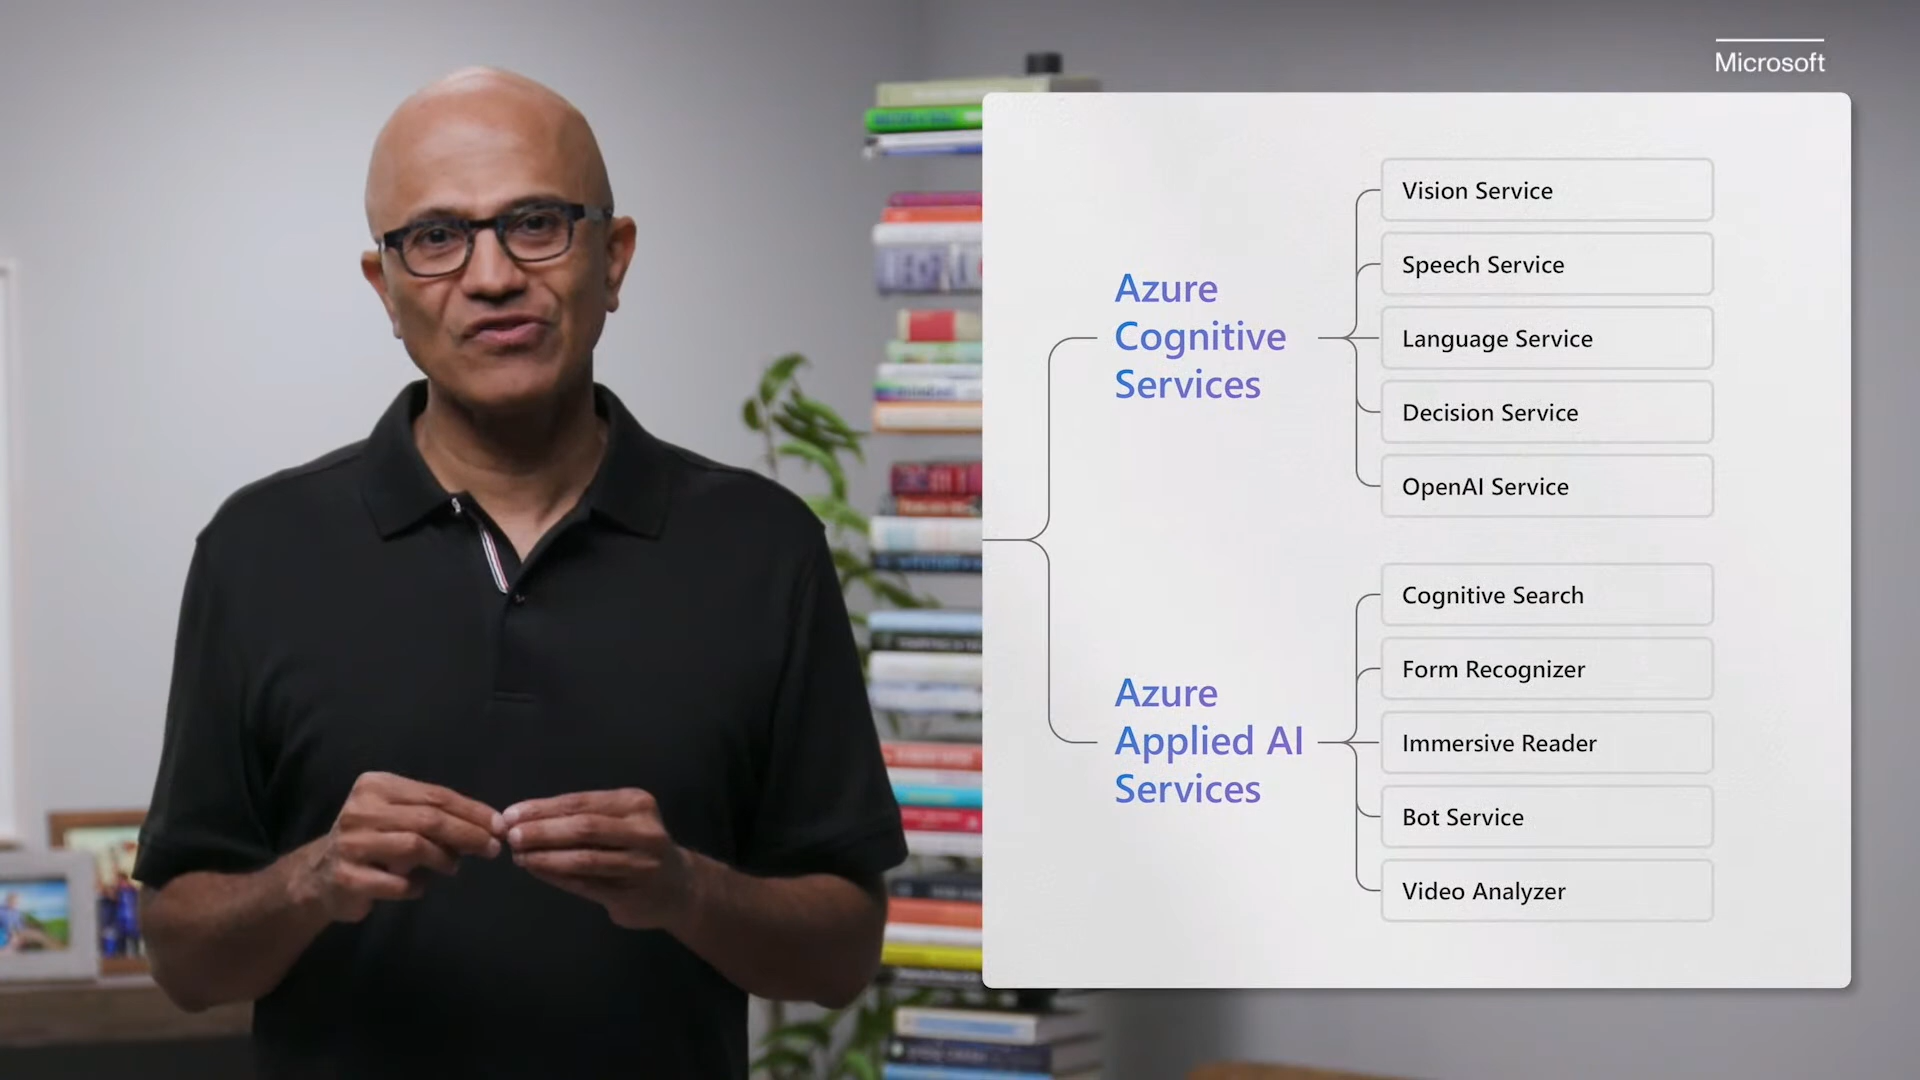 Microsoft
Azure
Cognitive
Services
Vision Service
Speech Service
Language Service
Decision Service
OpenAI Service
Azure
Applied AI
Services
Cognitive Search
Form Recognizer
Immersive Reader
Bot Service
Video Analyzer